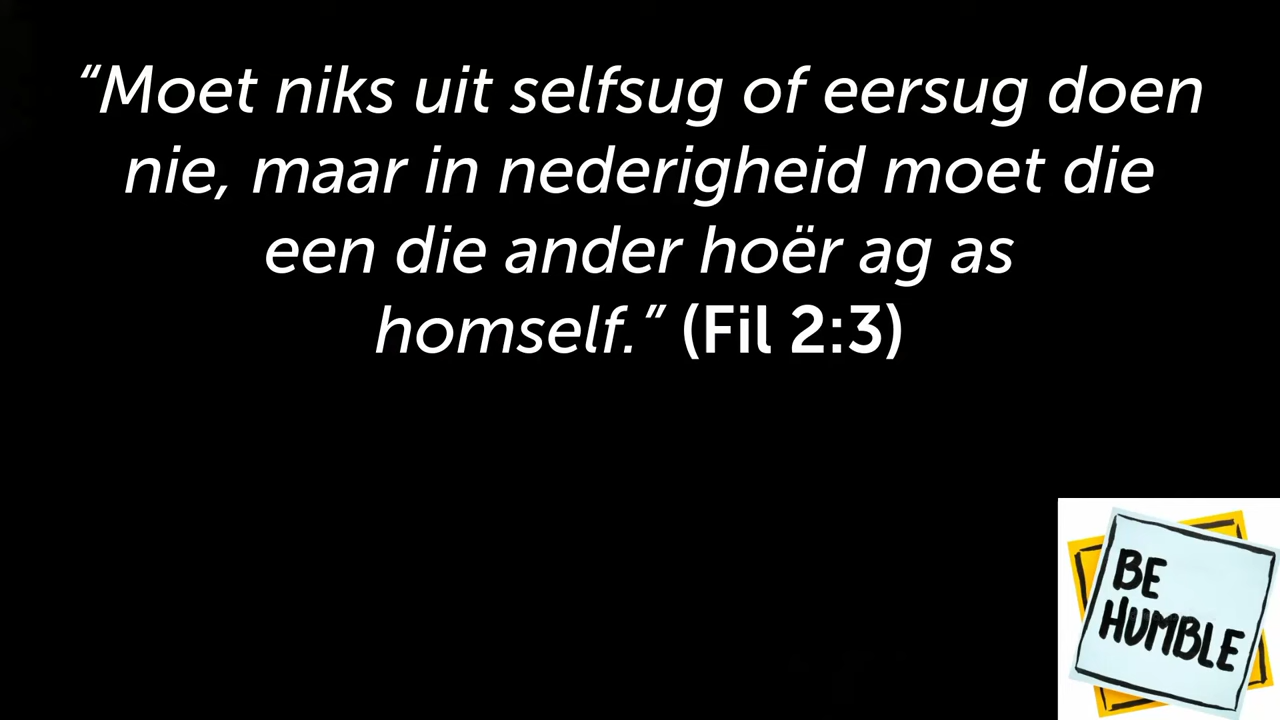 “Moet niks uit selfsug of eersug doen
nie, maar in nederigheid moet die
een die ander hoër ag as
homself.” (Fil 2:3)
BE
HUMBLE